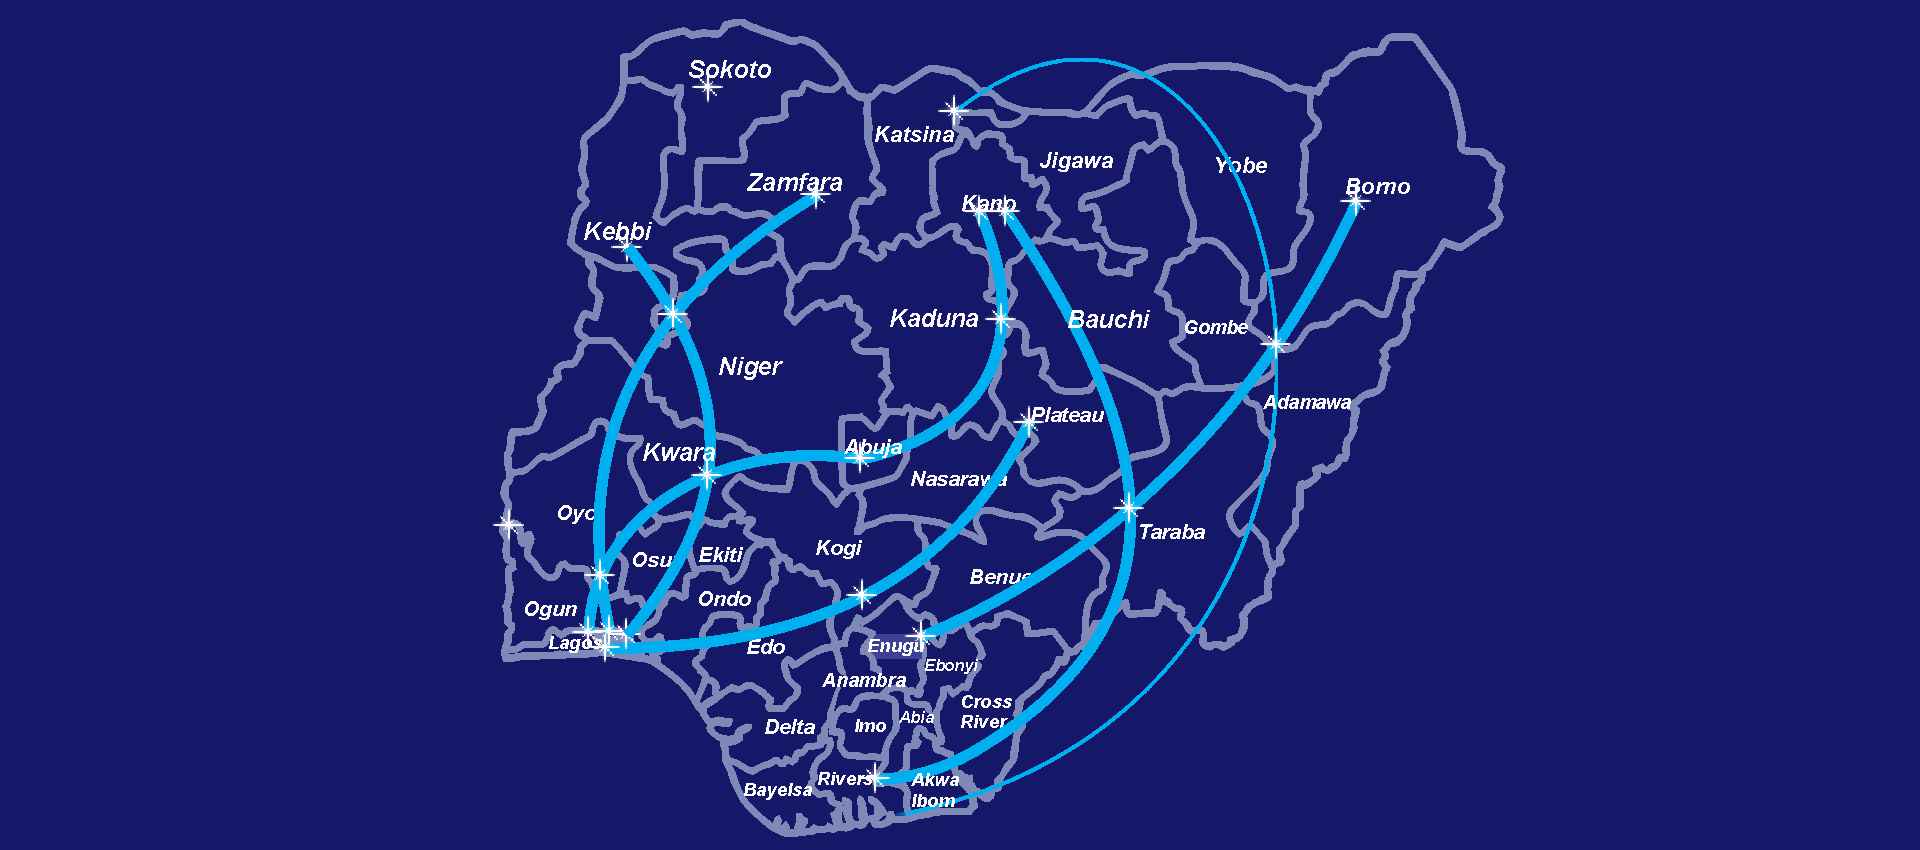 Sokoto
Katsina
Jigawa
Yobe
Zamfara
Borno
Kano
Kebbi
Kaduna
Bauchi
Gombe
Niger
Adamawa
Plateau
Abuja
Kwara
Nasarawa
Oyo
Taraba
Kogi
Ekiti
Osun
Benue
Ondo
Ogun
Lagos
Edo
Enugu
Ebonyi
Anambra
Cross
River
Abia
Imo
Delta
Rivers
Akwa
Ibom
Bayelsa